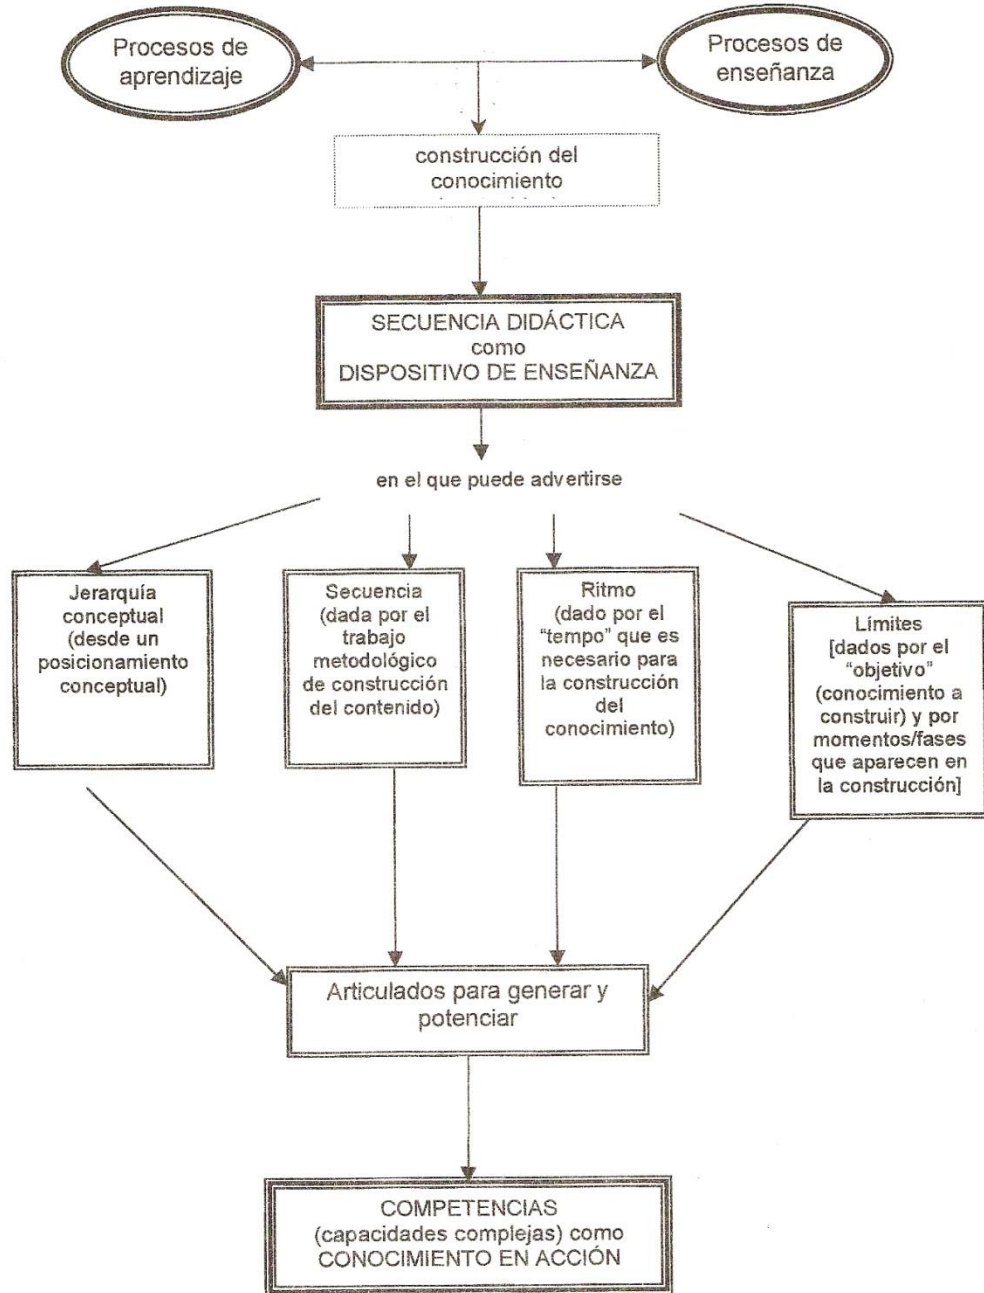 Procesos de
aprendizaje
Procesos de
enseñanza
construcción del
conocimiento
SECUENCIA DIDÁCTICA
como
DISPOSITIVO DE ENSEÑANZA
en el que puede advertirse
Jerarquía
conceptual
(desde un
posicionamiento
conceptual)
Secuencia
(dada por el
trabajo
metodológico
de construcción
del contenido)
Ritmo
(dado por el
"tempo" que es
necesario para
la construcción
del
conocimiento)
Límites
[dados por el
"objetivo"
(conocimiento a
construir) y por
momentos/fases
que aparecen en
la construcción]
Articulados para generar y
potenciar
COMPETENCIAS
(capacidades complejas) como
CONOCIMIENTO EN ACCIÓN